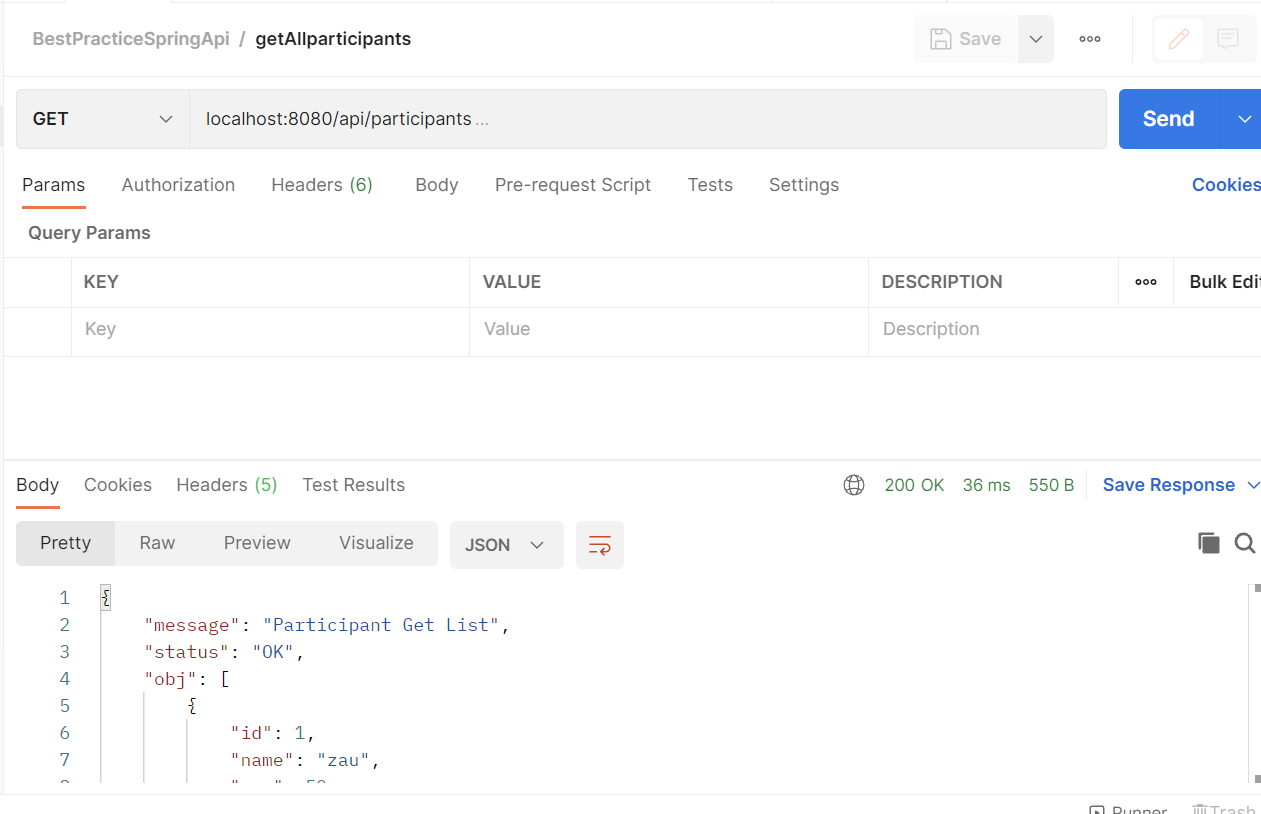 BestPracticeSpringApi / getAllparticipants Save ooo
GET localhost:8080/api/participants ... Send
Params Authorization Headers (6) Body Pre-request Script Tests Settings Cookies
Query Params
KEY VALUE DESCRIPTION ooo Bulk Edit
Key Value Description
Body Cookies Headers (5) Test Results 200 OK 36 ms 550 B Save Response
Pretty Raw Preview Visualize JSON
1 {
2 "message": "Participant Get List",
3 "status": "OK",
4 "obj": [
5 {
6 "id": 1,
7 "name": "zau",
Runner Trash